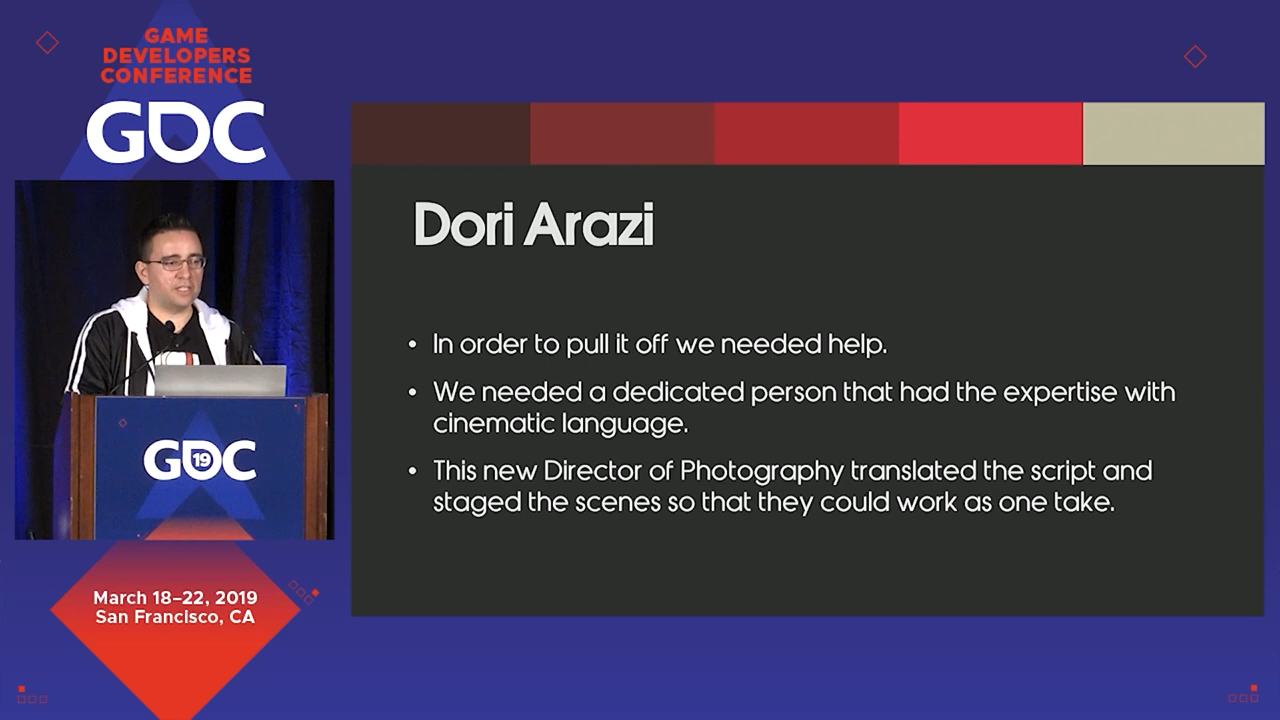 GAME
DEVELOPERS
CONFERENCE
GDC
GDC
19
March 18–22, 2019
San Francisco, CA
Dori Arazi
• In order to pull it off we needed help.
• We needed a dedicated person that had the expertise with
cinematic language.
• This new Director of Photography translated the script and
staged the scenes so that they could work as one take.